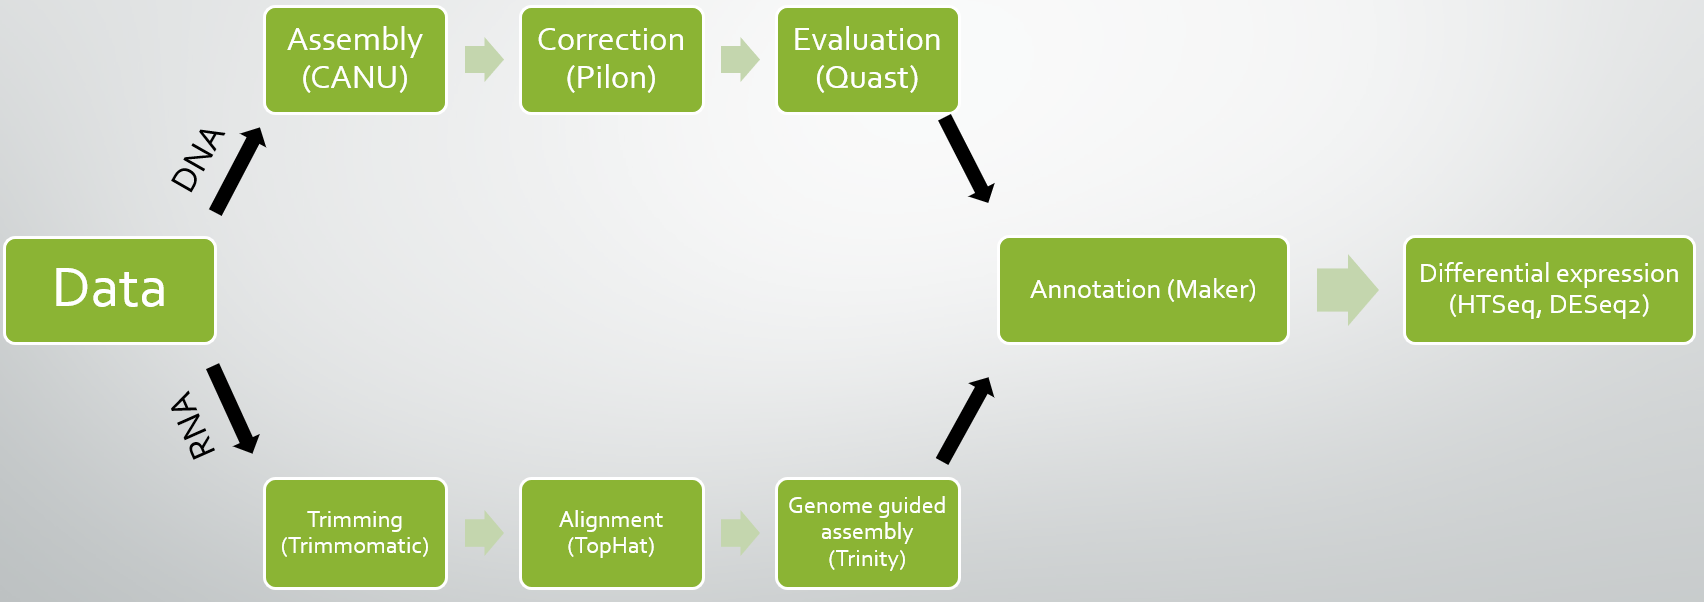 Assembly
(CANU)
Correction
(Pilon)
Evaluation
(Quast)
DNA
Data
Annotation (Maker)
Differential expression
(HTSeq, DESeq2)
RNA
Trimming
(Trimmomatic)
Alignment
(TopHat)
Genome guided
assembly
(Trinity)